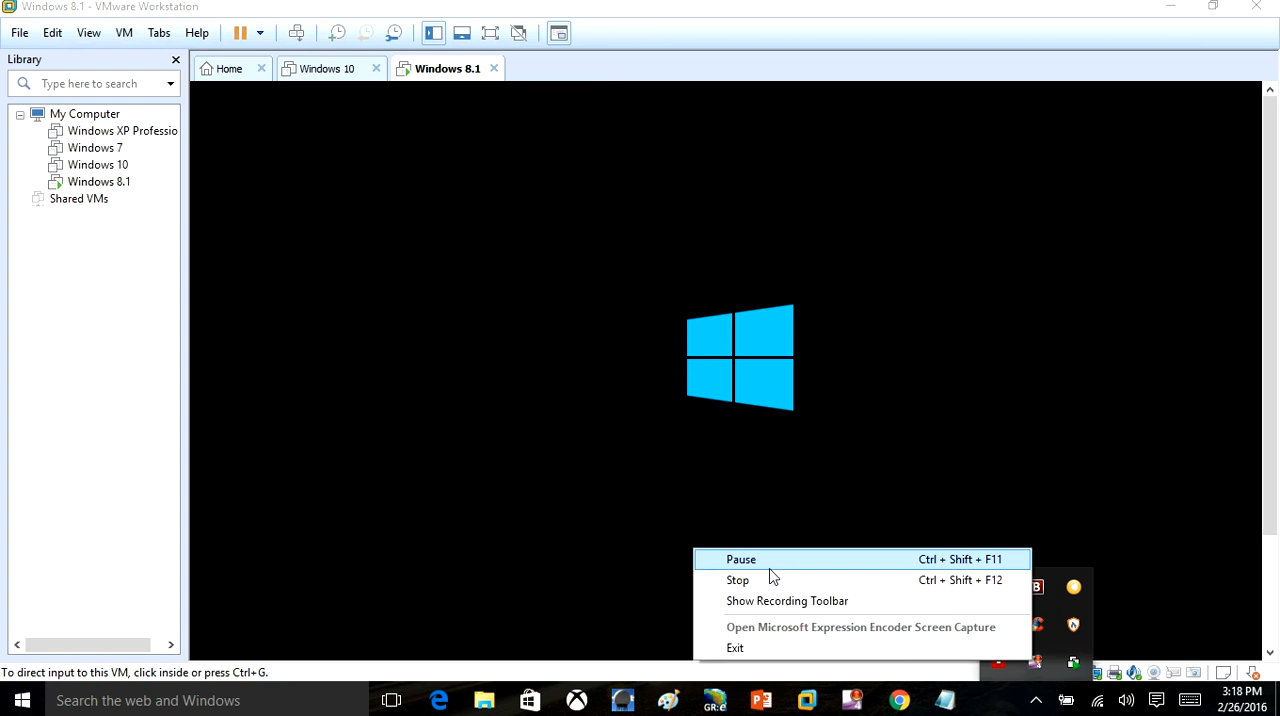 Windows 8.1 - VMware Workstation
File Edit View VM Tabs Help
Library
Type here to search
Home
Windows 10
Windows 8.1
My Computer
Windows XP Professio
Windows 7
Windows 10
Windows 8.1
Shared VMs
Pause Ctrl + Shift + F11
Stop Ctrl + Shift + F12
Show Recording Toolbar
Open Microsoft Expression Encoder Screen Capture
Exit
B
To direct input to this VM, click inside or press Ctrl+G.
Search the web and Windows
GR:e
3:18 PM
2/26/2016